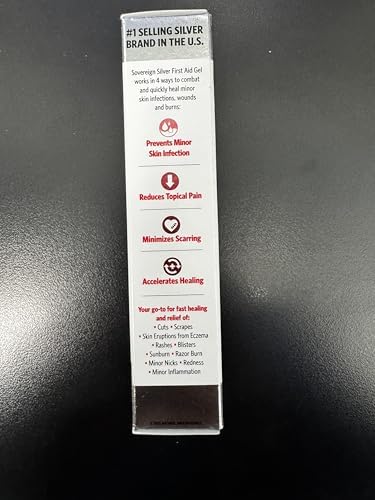 #1 SELLING SILVER
BRAND IN THE U.S.
Sovereign Silver First Aid Gel
works in 4 ways to combat
and quickly heal minor
skin infections, wounds
and burns:
Prevents Minor
Skin Infection
Reduces Topical Pain
Minimizes Scarring
Accelerates Healing
Your go-to for fast healing
and relief of:
• Cuts • Scrapes
• Skin Eruptions from Eczema
• Rashes • Blisters
• Sunburn • Razor Burn
• Minor Nicks • Redness
• Minor Inflammation